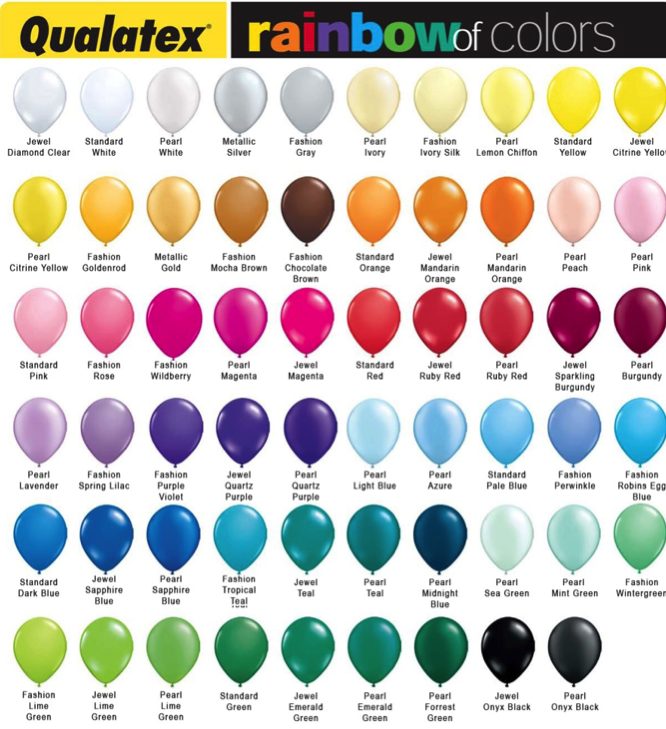 Qualatex®
rainbow of colors
Jewel Diamond Clear
Standard White
Pearl White
Metallic Silver
Fashion Gray
Pearl Ivory
Fashion Ivory Silk
Pearl Lemon Chiffon
Standard Yellow
Jewel Citrine Yello
Pearl Citrine Yellow
Fashion Goldenrod
Metallic Gold
Fashion Mocha Brown
Fashion Chocolate Brown
Standard Orange
Jewel Mandarin Orange
Pearl Mandarin Orange
Pearl Peach
Pearl Pink
Standard Pink
Fashion Rose
Fashion Wildberry
Pearl Magenta
Jewel Magenta
Standard Red
Jewel Ruby Red
Pearl Ruby Red
Jewel Sparkling Burgundy
Pearl Burgundy
Pearl Lavender
Fashion Spring Lilac
Fashion Purple Violet
Jewel Quartz Purple
Pearl Quartz Purple
Pearl Light Blue
Pearl Azure
Standard Pale Blue
Fashion Perwinkle
Fashion Robins Egg Blue
Standard Dark Blue
Jewel Sapphire Blue
Pearl Sapphire Blue
Fashion Tropical Teal
Jewel Teal
Pearl Teal
Pearl Midnight Blue
Pearl Sea Green
Pearl Mint Green
Fashion Wintergreen
Fashion Lime Green
Jewel Lime Green
Pearl Lime Green
Standard Green
Jewel Emerald Green
Pearl Emerald Green
Pearl Forrest Green
Jewel Onyx Black
Pearl Onyx Black